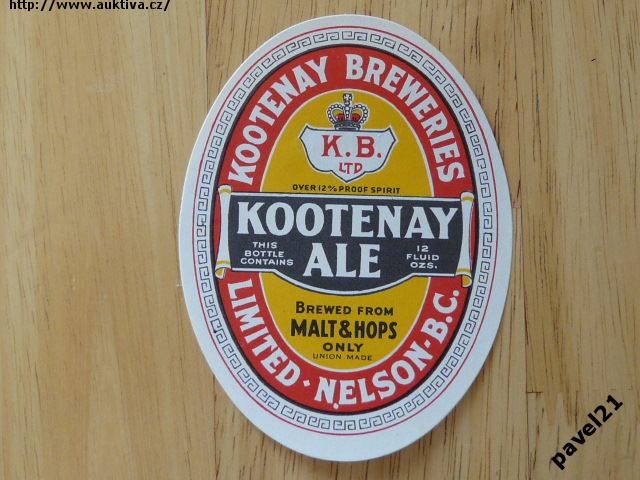 http://www.auktiva.cz/
KOOTENAY BREWERIES
K.B.
LTD
OVER 12% PROOF SPIRIT
KOOTENAY
ALE
THIS
BOTTLE
CONTAINS
12
FLUID
OZS.
BREWED FROM
MALT & HOPS
ONLY
UNION MADE
LIMITED · NELSON·B.C.
pavel21